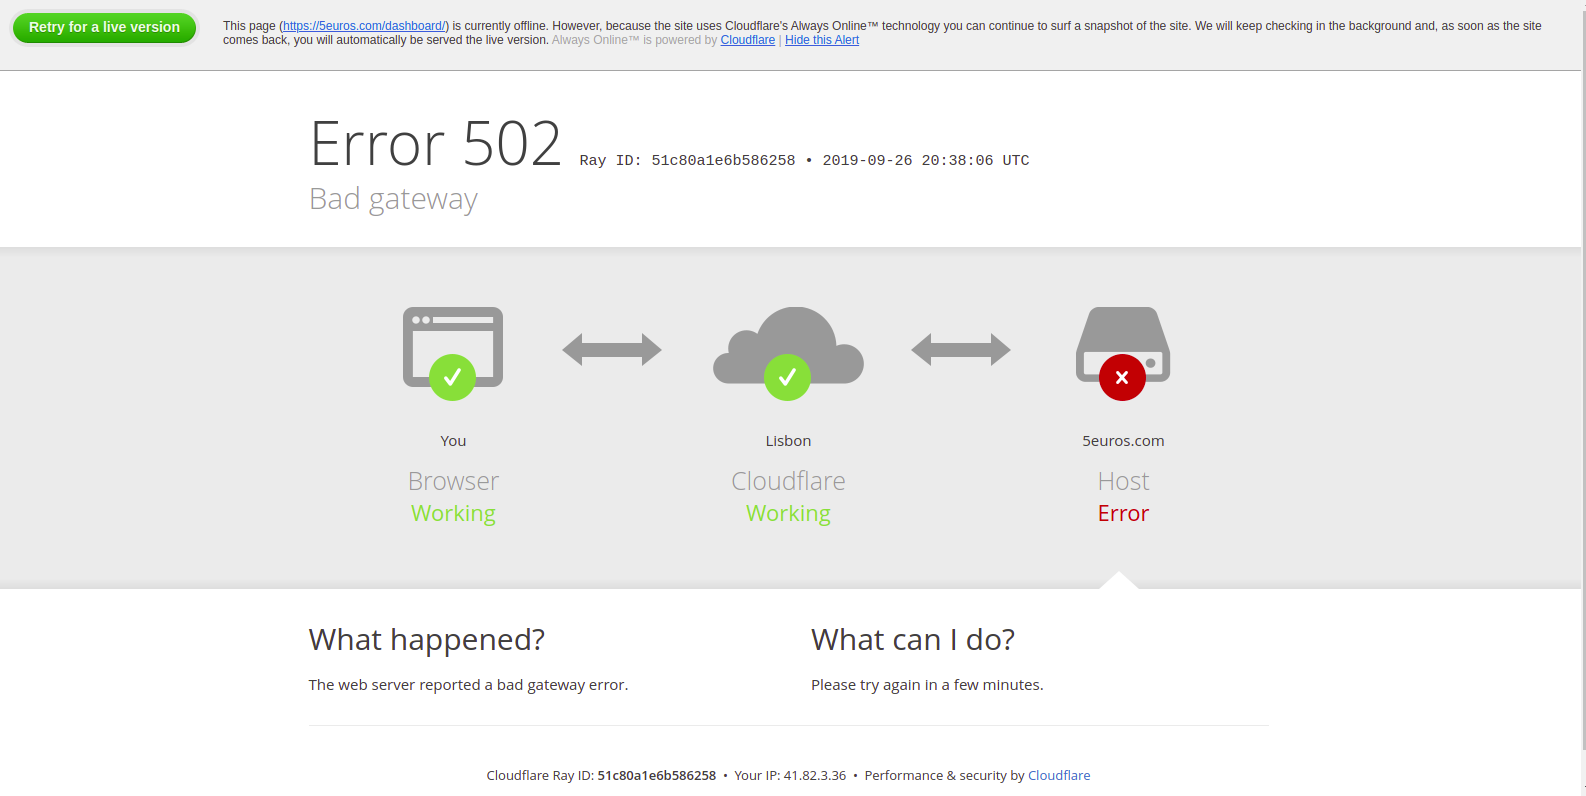 Retry for a live version
This page (https://5euros.com/dashboard/) is currently offline. However, because the site uses Cloudflare's Always Online™ technology you can continue to surf a snapshot of the site. We will keep checking in the background and, as soon as the site
comes back, you will automatically be served the live version. Always Online™ is powered by Cloudflare | Hide this Alert
Error 502 Ray ID: 51c80a1e6b586258 • 2019-09-26 20:38:06 UTC
Bad gateway
You
Browser
Working
Lisbon
Cloudflare
Working
5euros.com
Host
Error
What happened?
The web server reported a bad gateway error.
What can I do?
Please try again in a few minutes.
Cloudflare Ray ID: 51c80a1e6b586258 • Your IP: 41.82.3.36 • Performance & security by Cloudflare